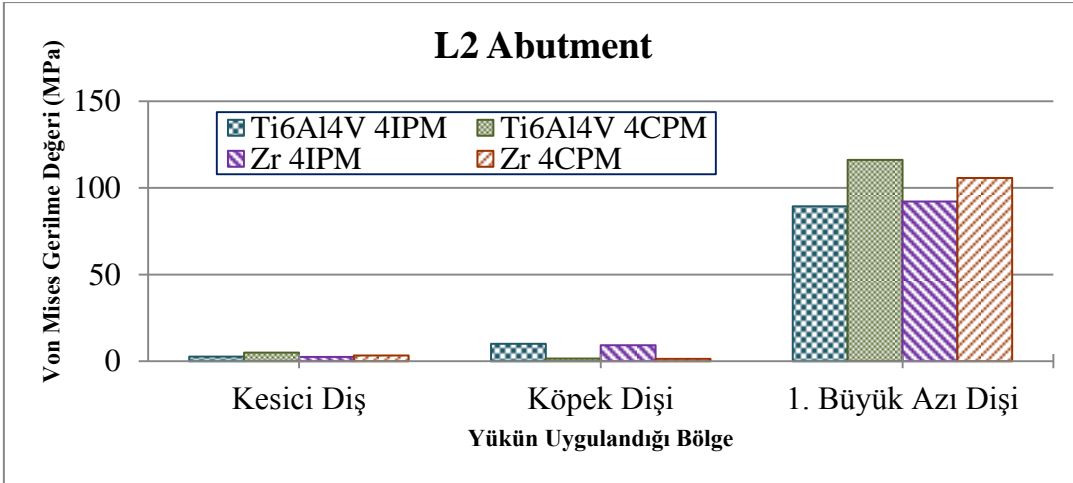 L2 Abutment
Von Mises Gerilme Değeri (MPa)
150
100
50
0
Ti6Al4V 4IPM
Ti6Al4V 4CPM
Zr 4IPM
Zr 4CPM
Kesici Diş
Köpek Dişi
1. Büyük Azı Dişi
Yükün Uygulandığı Bölge